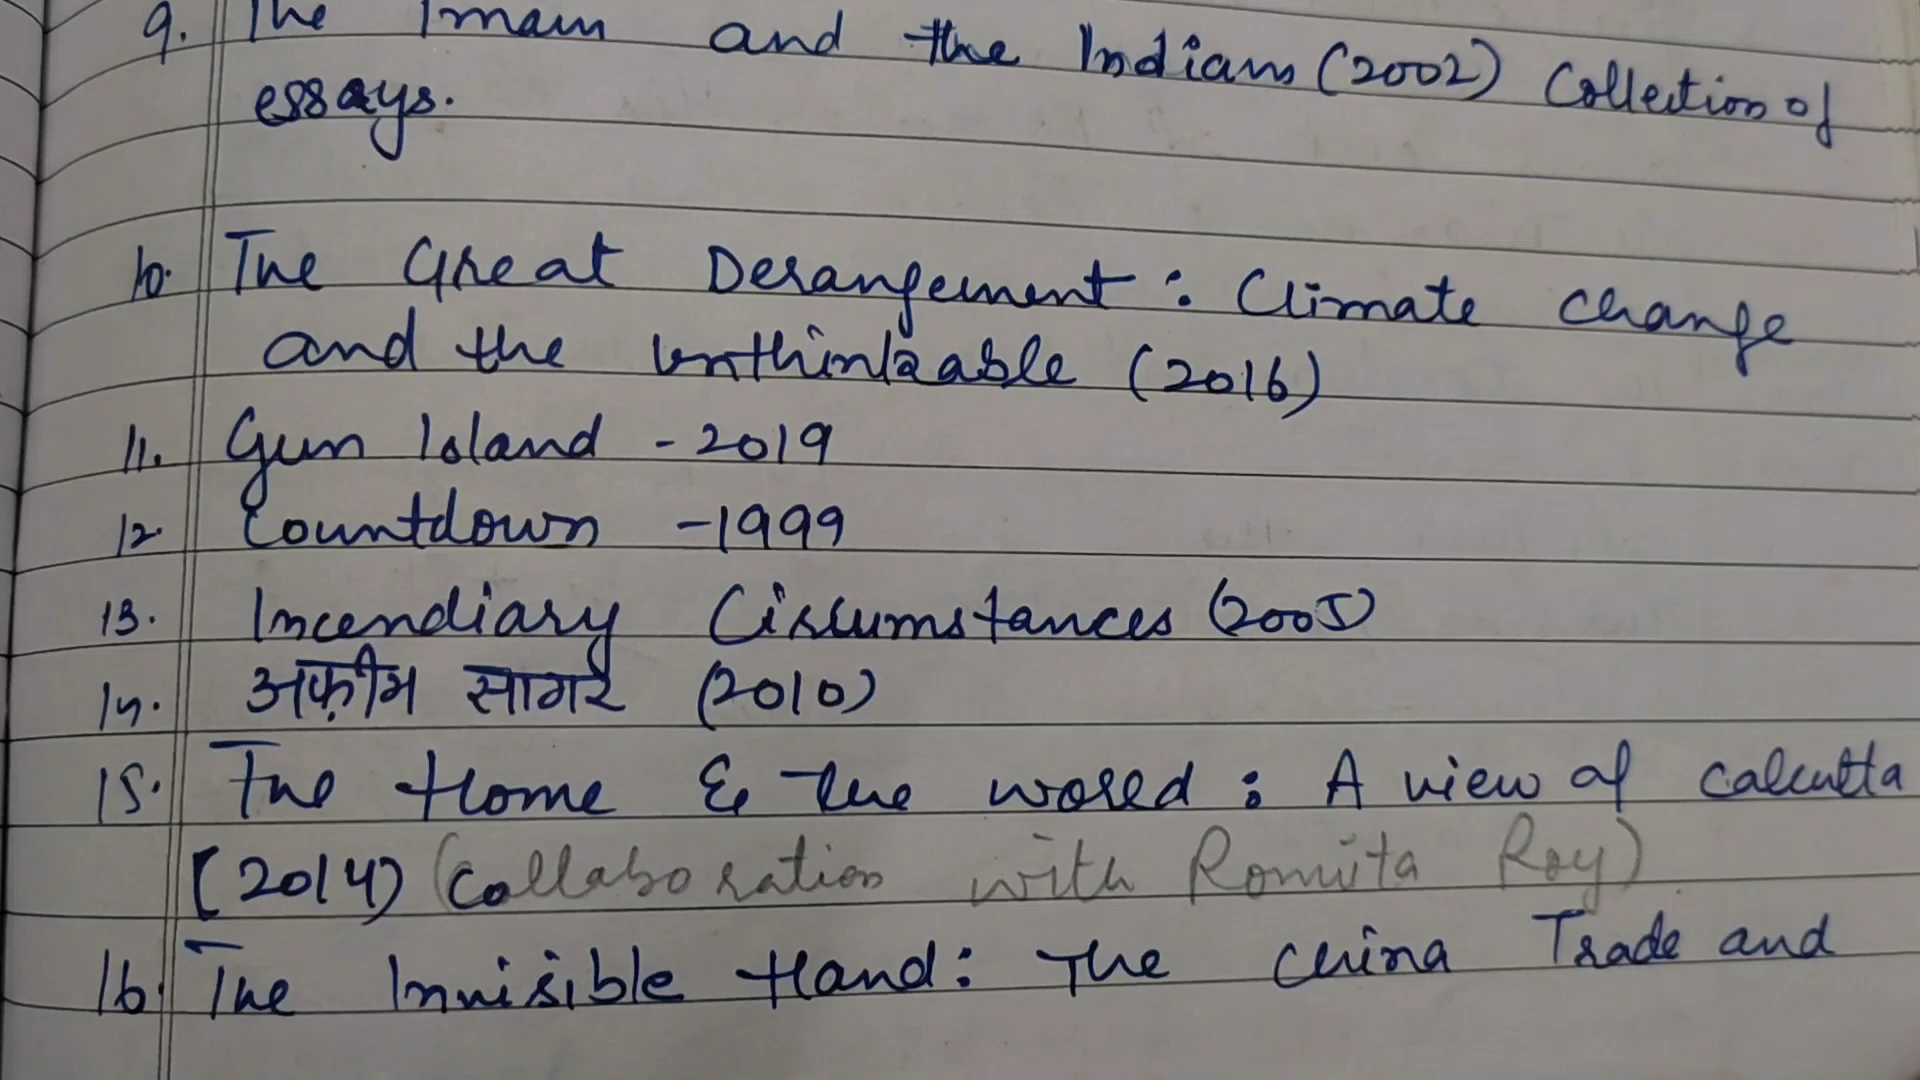 9. The Imam and the Indian (2002) Collection of
essays.
10. The Great Derangement : Climate change
and the Unthinkable (2016)
11. Gun Island - 2019
12. Countdown - 1999
13. Incendiary Circumstances (2005)
14. अफ़ीम सागर (2010)
15. The Home & the world : A view of calcutta
[2014) (Collaboration with Romita Roy)
16. The Invisible Hand : The China Trade and